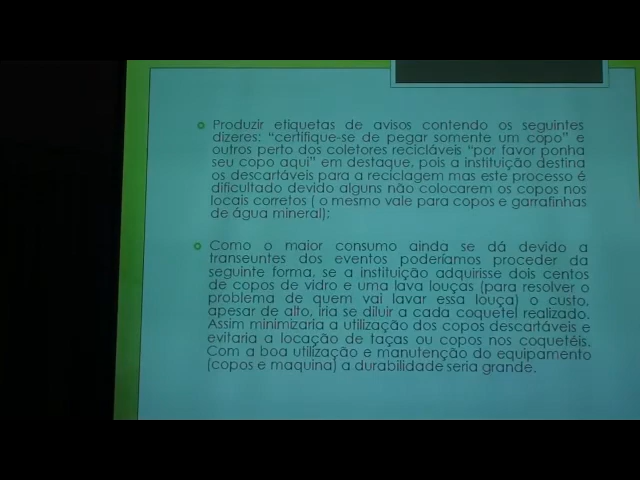 Produzir etiquetas de avisos contendo os seguintes
dizeres: "certifique-se de pegar somente um copo" e
outros perto dos coletores recicláveis "por favor ponha
seu copo aqui" em destaque, pois a instituição destina
os descartáveis para a reciclagem mas este processo é
dificultado devido alguns não colocarem os copos nos
locais corretos ( o mesmo vale para copos e garrafinhas
de água mineral);
Como o maior consumo ainda se dá devido a
transeuntes dos eventos poderíamos proceder da
seguinte forma, se a instituição adquirisse dois centos
de copos de vidro e uma lava louças (para resolver o
problema de quem vai lavar essa louça) o custo,
apesar de alto, iria se diluir a cada coquetel realizado.
Assim minimizaria a utilização dos copos descartáveis e
evitaria a locação de taças ou copos nos coquetéis.
Com a boa utilização e manutenção do equipamento
(copos e maquina) a durabilidade seria grande.